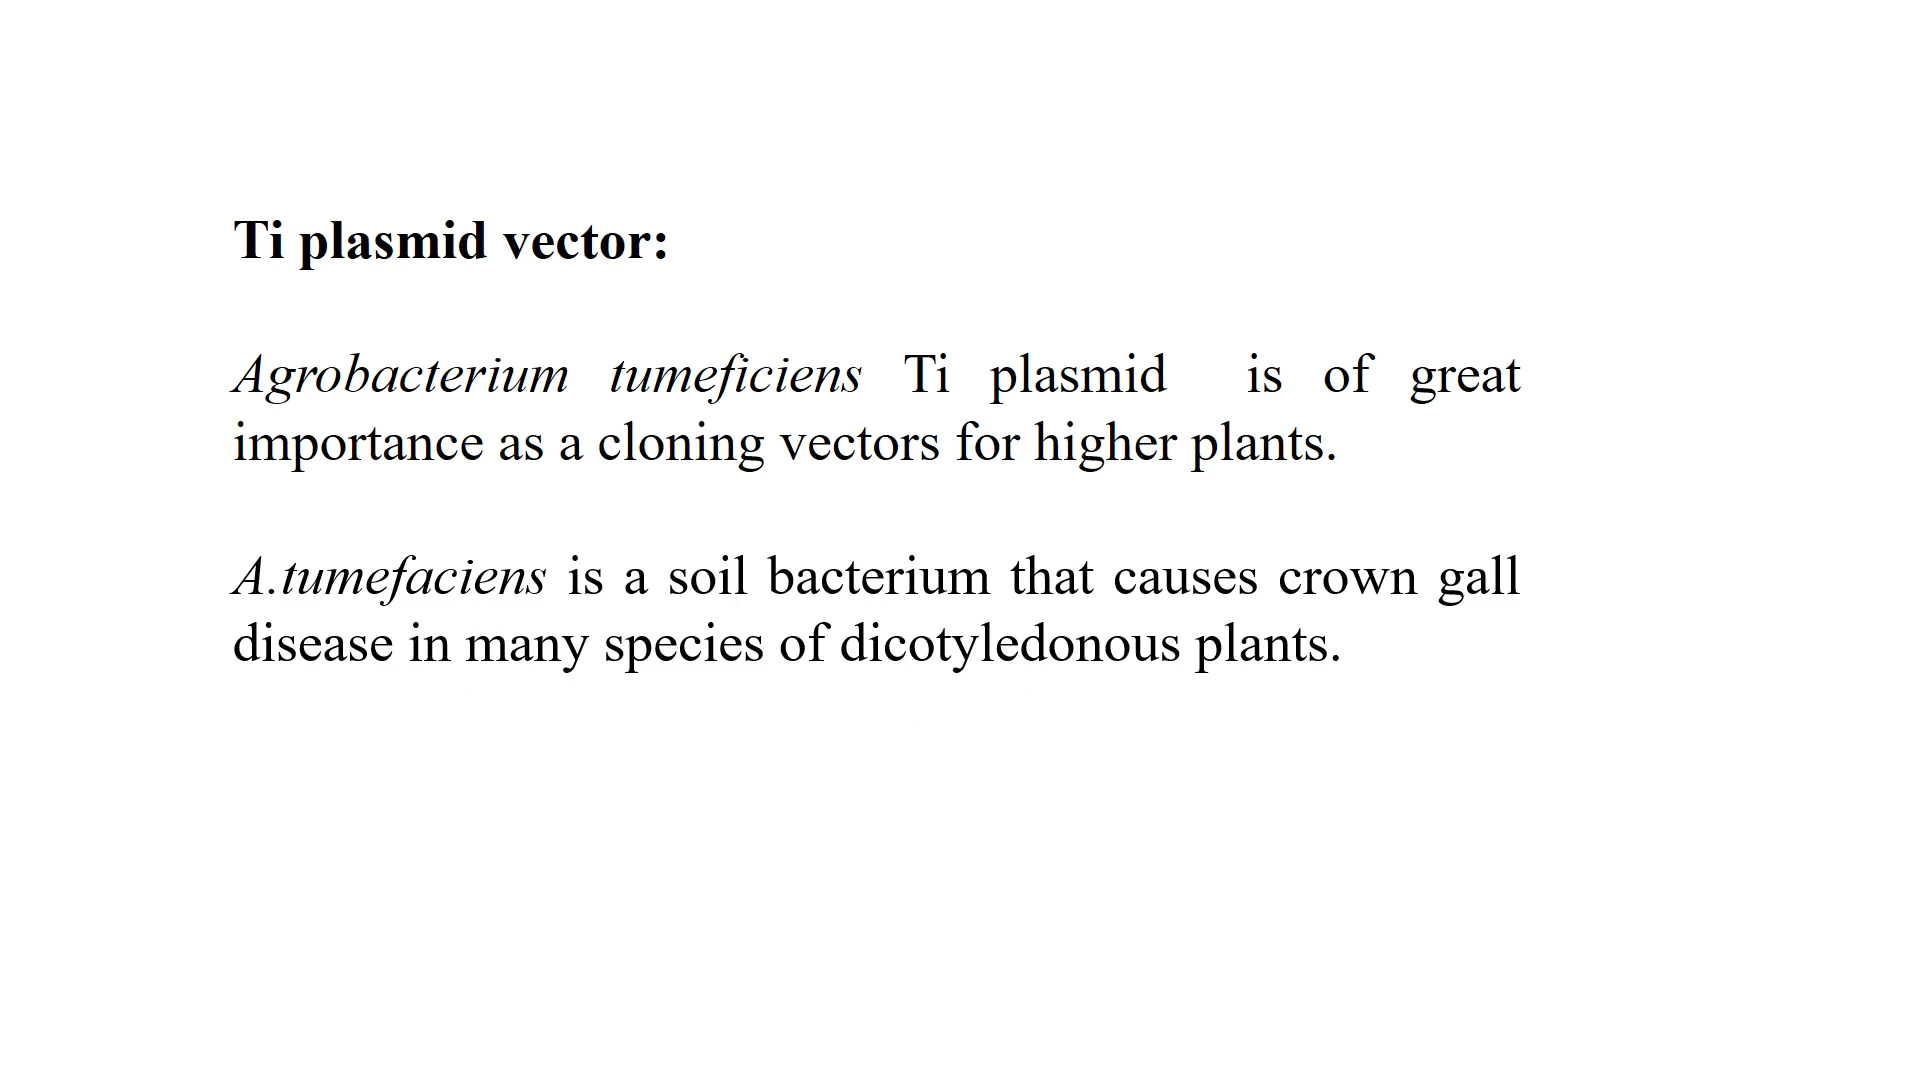 Ti plasmid vector:
Agrobacterium tumeficiens Ti plasmid is of great
importance as a cloning vectors for higher plants.
A.tumefaciens is a soil bacterium that causes crown gall
disease in many species of dicotyledonous plants.